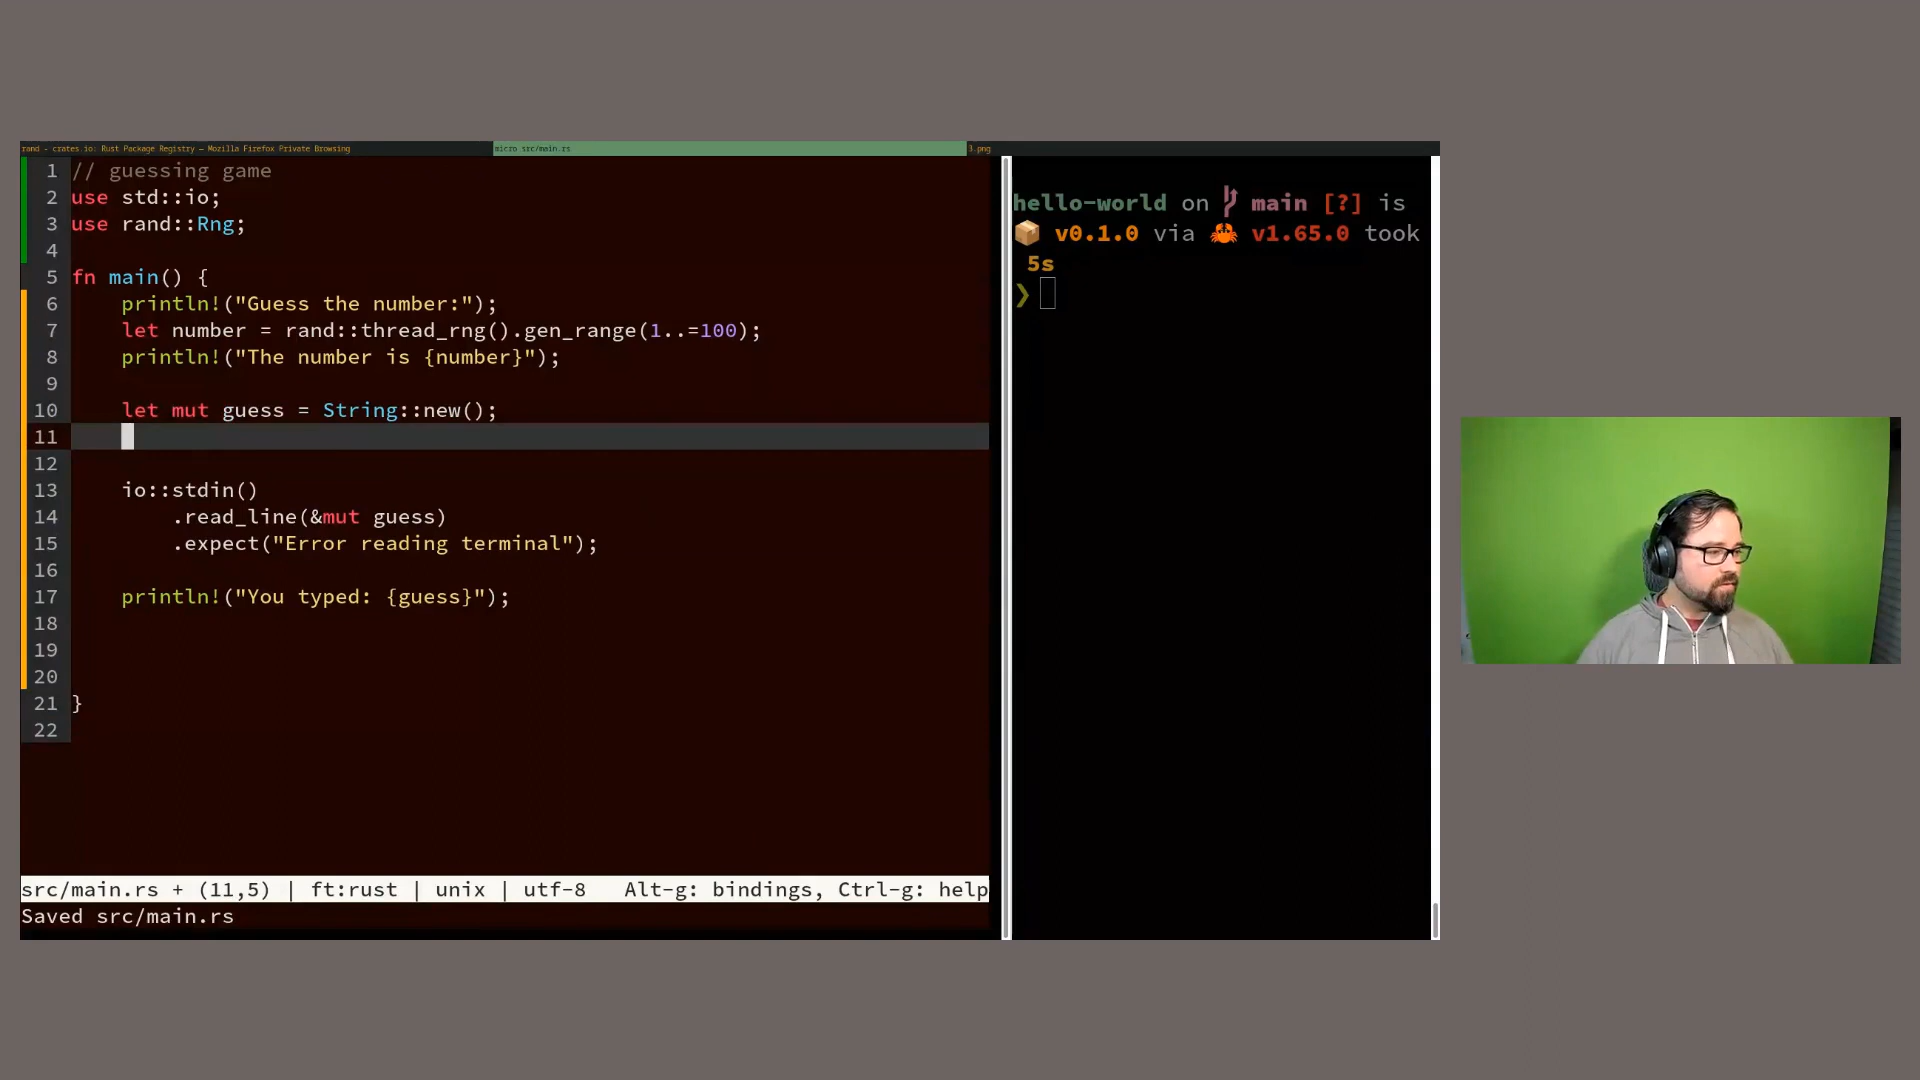 rand - crates.io: Rust Package Registry — Mozilla Firefox Private Browsing
micro src/main.rs
3.png
1 // guessing game
2 use std::io;
3 use rand::Rng;
4
5 fn main() {
6     println!("Guess the number:");
7     let number = rand::thread_rng().gen_range(1..=100);
8     println!("The number is {number}");
9
10     let mut guess = String::new();
11
12
13     io::stdin()
14         .read_line(&mut guess)
15         .expect("Error reading terminal");
16
17     println!("You typed: {guess}");
18
19
20
21 }
22
src/main.rs + (11,5) | ft:rust | unix | utf-8   Alt-g: bindings, Ctrl-g: help
Saved src/main.rs
hello-world on main [?] is
📦 v0.1.0 via 🦀 v1.65.0 took
5s
❯